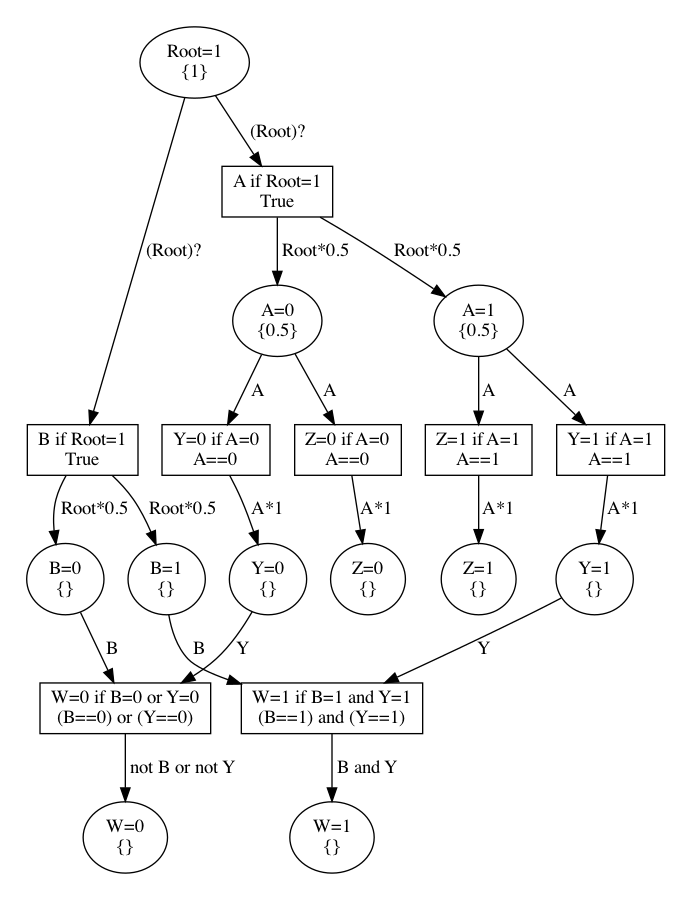 Root=1
{1}
(Root)?
A if Root=1
True
(Root)?
Root*0.5
Root*0.5
A=0
{0.5}
A=1
{0.5}
A
A
A
A
B if Root=1
True
Y=0 if A=0
A==0
Z=0 if A=0
A==0
Z=1 if A=1
A==1
Y=1 if A=1
A==1
Root*0.5
Root*0.5
A*1
A*1
A*1
A*1
B=0
{}
B=1
{}
Y=0
{}
Z=0
{}
Z=1
{}
Y=1
{}
B
B
Y
Y
W=0 if B=0 or Y=0
(B==0) or (Y==0)
W=1 if B=1 and Y=1
(B==1) and (Y==1)
not B or not Y
B and Y
W=0
{}
W=1
{}